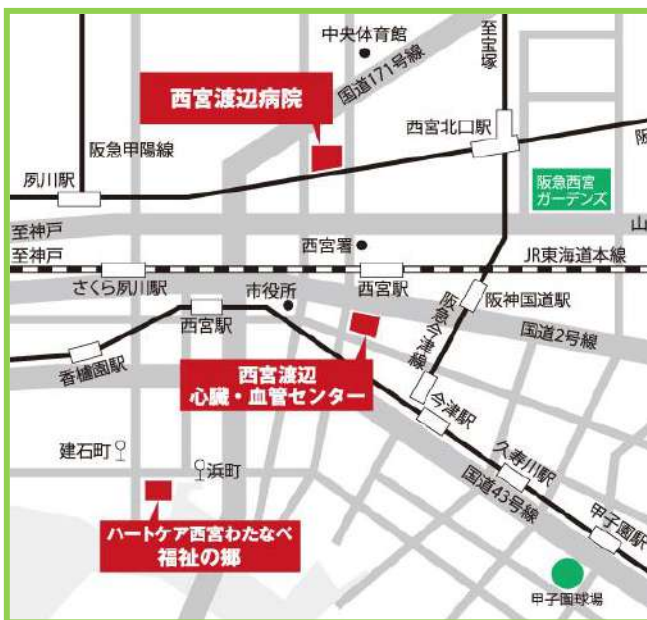 中央体育館
至宝塚
国道171号線
西宮渡辺病院
西宮北口駅
阪急甲陽線
夙川駅
阪急西宮
ガーデンズ
至神戸
西宮署
至神戸
JR東海道本線
さくら夙川駅
市役所
西宮駅
阪神国道駅
西宮駅
阪急今津線
国道2号線
香櫨園駅
西宮渡辺
心臓・血管センター
今津駅
建石町
浜町
久寿川駅
国道43号線
甲子園駅
ハートケア西宮わたなべ
福祉の郷
甲子園球場